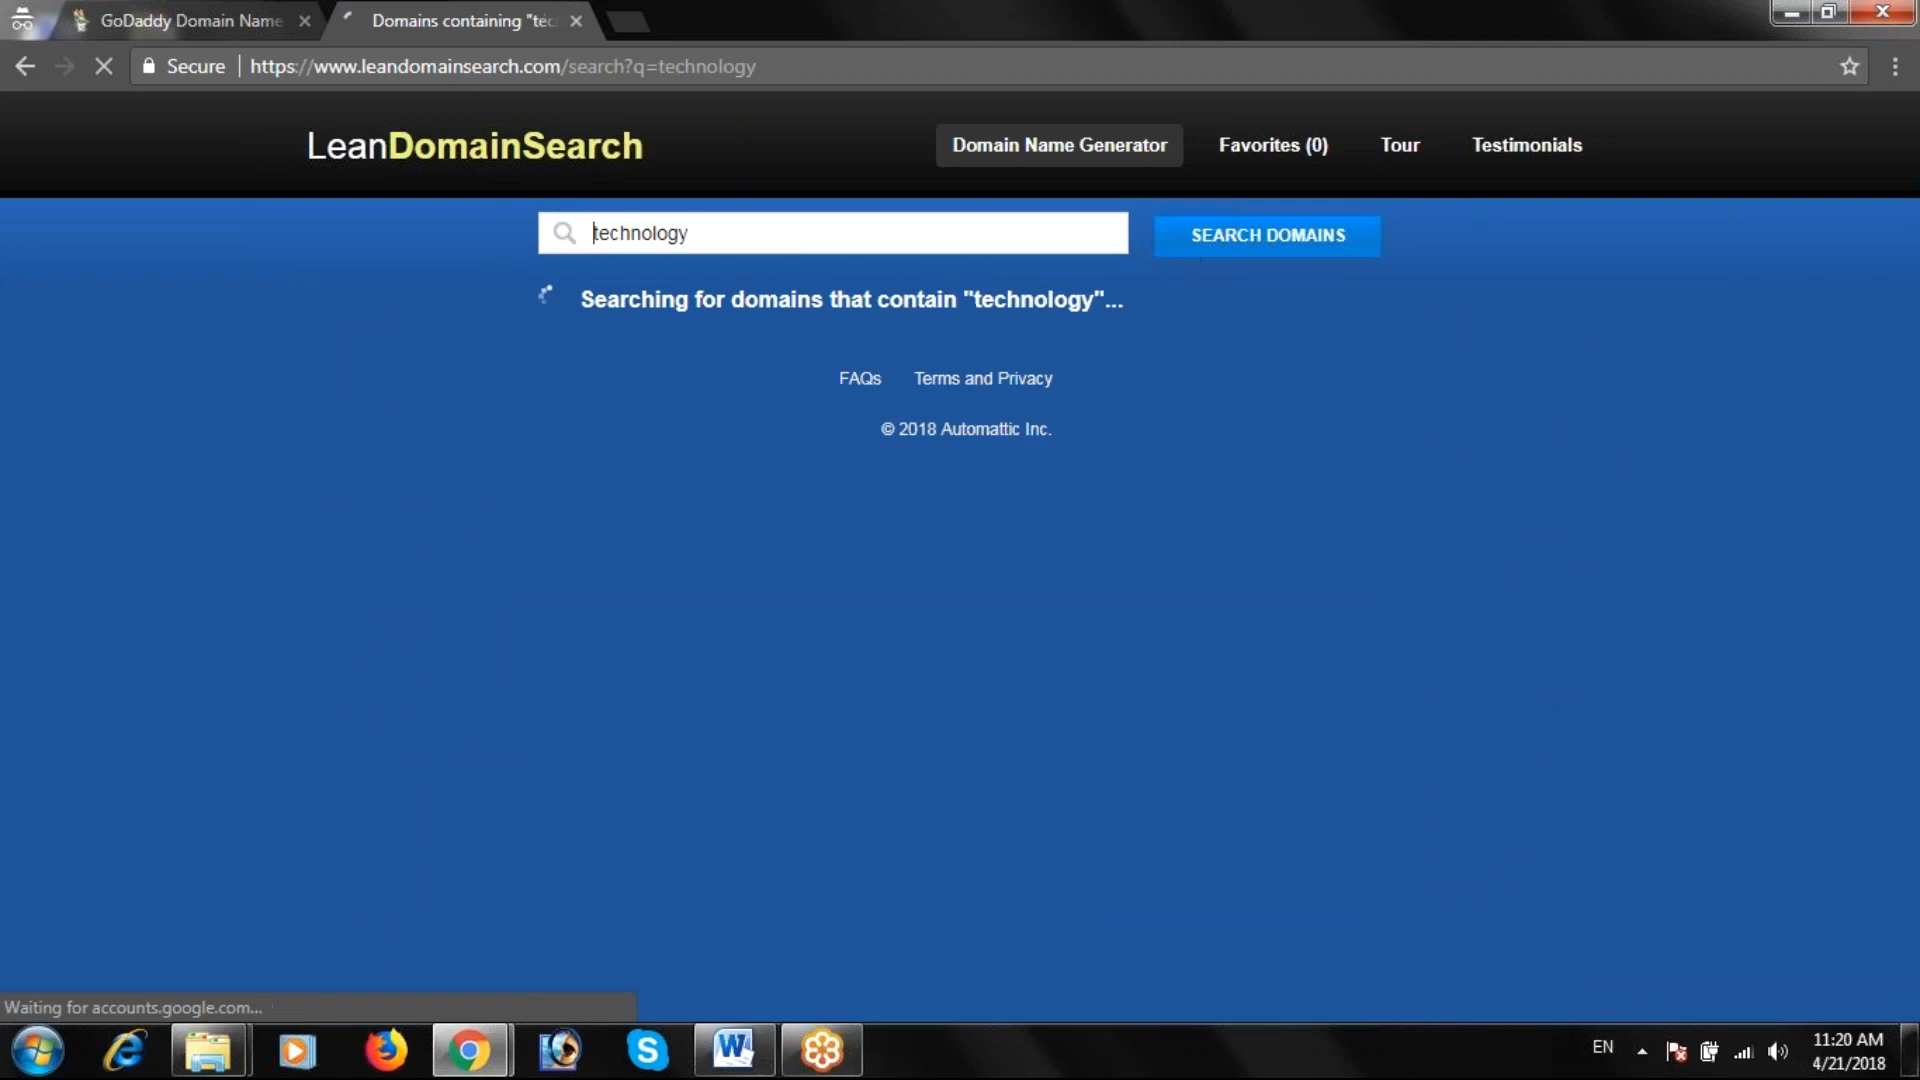 GoDaddy Domain Name
Domains containing "tec
Secure
https://www.leandomainsearch.com/search?q=technology
LeanDomainSearch
Domain Name Generator
Favorites (0)
Tour
Testimonials
technology
SEARCH DOMAINS
Searching for domains that contain "technology"...
FAQs
Terms and Privacy
© 2018 Automattic Inc.
Waiting for accounts.google.com...
EN
11:20 AM
4/21/2018